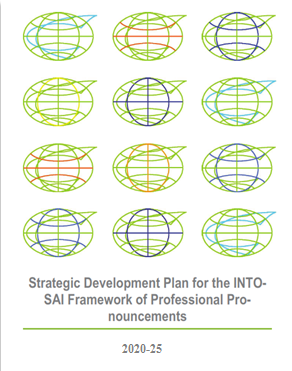 Strategic Development Plan for the INTO-
SAI Framework of Professional Pro-
nouncements
2020-25